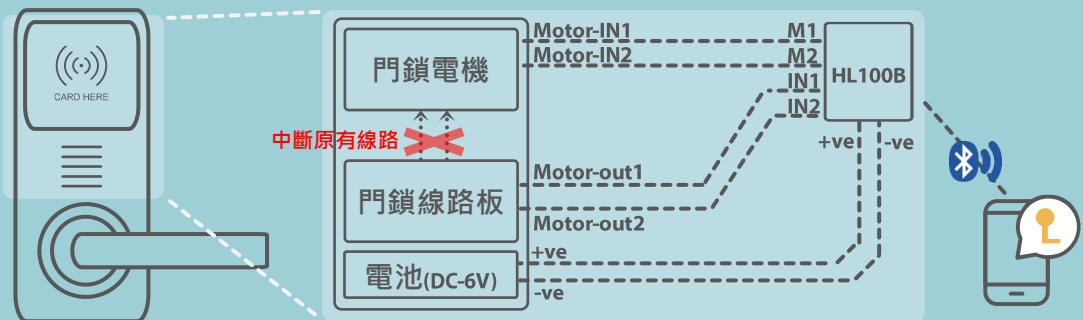 CARD HERE
門鎖電機
中斷原有線路
門鎖線路板
電池(DC-6V)
Motor-IN1
Motor-IN2
Motor-out1
Motor-out2
+ve
-ve
M1
M2
IN1
IN2
HL100B
+ve
-ve